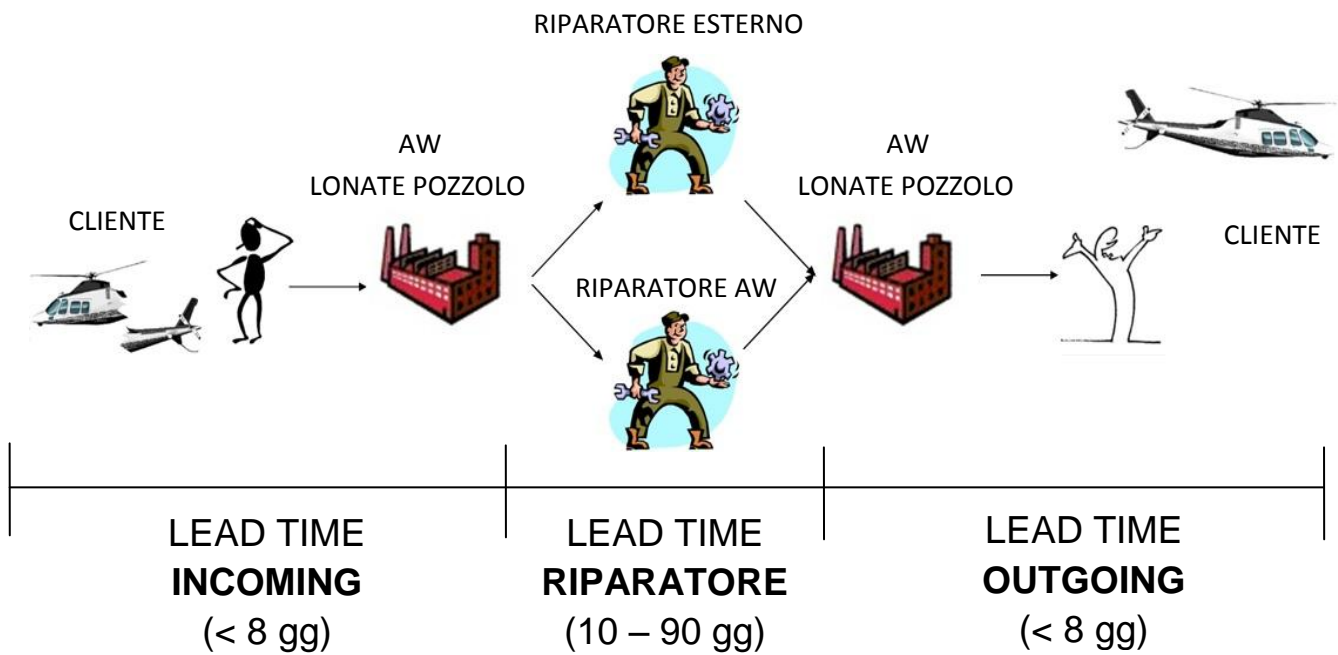 RIPARATORE ESTERNO
AW
LONATE POZZOLO
AW
LONATE POZZOLO
CLIENTE
CLIENTE
RIPARATORE AW
LEAD TIME
INCOMING
(< 8 gg)
LEAD TIME
RIPARATORE
(10 – 90 gg)
LEAD TIME
OUTGOING
(< 8 gg)